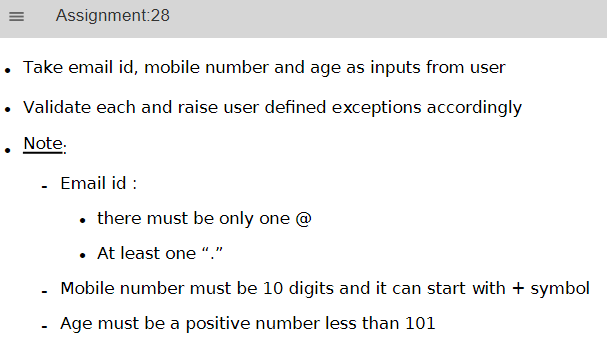 Assignment:28
• Take email id, mobile number and age as inputs from user
• Validate each and raise user defined exceptions accordingly
• Note:
- Email id :
• there must be only one @
• At least one “.”
- Mobile number must be 10 digits and it can start with + symbol
- Age must be a positive number less than 101